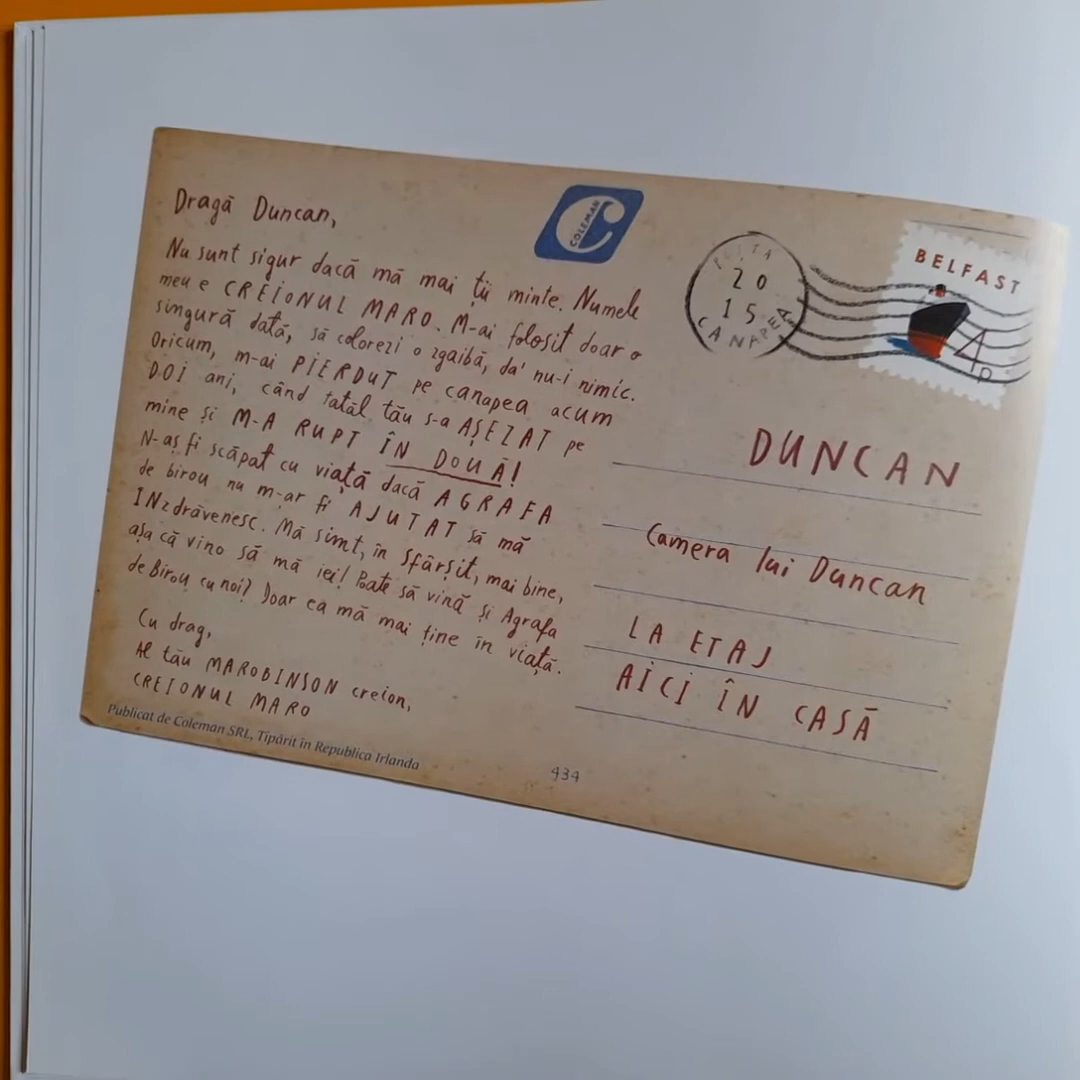 Dragă Duncan,
Nu sunt sigur dacă mă mai ții minte. Numele
meu e CREIONUL MARO. M-ai folosit doar o
singură dată, să colorezi o zgaibă, da' nu-i nimic.
Oricum, m-ai PIERDUT pe canapea acum
DOI ani, când tatăl tău s-a AȘEZAT pe
mine și M-A RUPT ÎN DOUĂ!
N-aș fi scăpat cu viață dacă AGRAFA
de birou nu m-ar fi AJUTAT să mă
INzdrăvenesc. Mă simt, în sfârșit, mai bine,
așa că vino să mă iei! Poate să vină și Agrafa
de Birou cu noi? Doar ea mă mai ține în viață.
Cu drag,
Al tău MAROBINSON creion,
CREIONUL MARO
Publicat de Coleman SRL, Tipărit în Republica Irlanda
434
COLEMAN
POȘTA
20
15
CANAPEA
BELFAST
4p
DUNCAN
Camera lui Duncan
LA ETAJ
AICI ÎN CASĂ